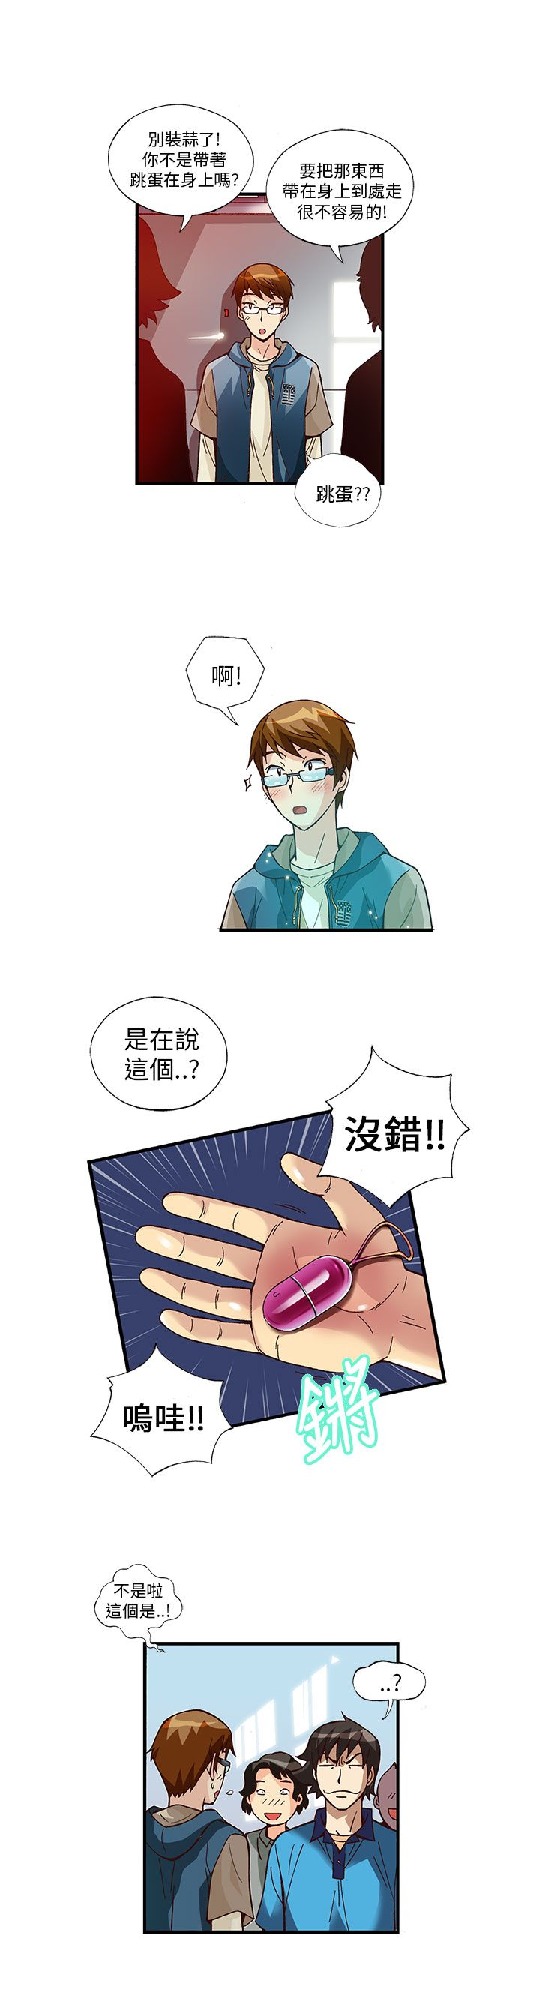 別裝蒜了!
你不是帶著
跳蛋在身上嗎?
要把那東西
帶在身上到處走
很不容易的!
跳蛋??
啊!
是在說
這個..?
沒錯!!
嗚哇!!
鏘
不是啦
這個是..!
..?